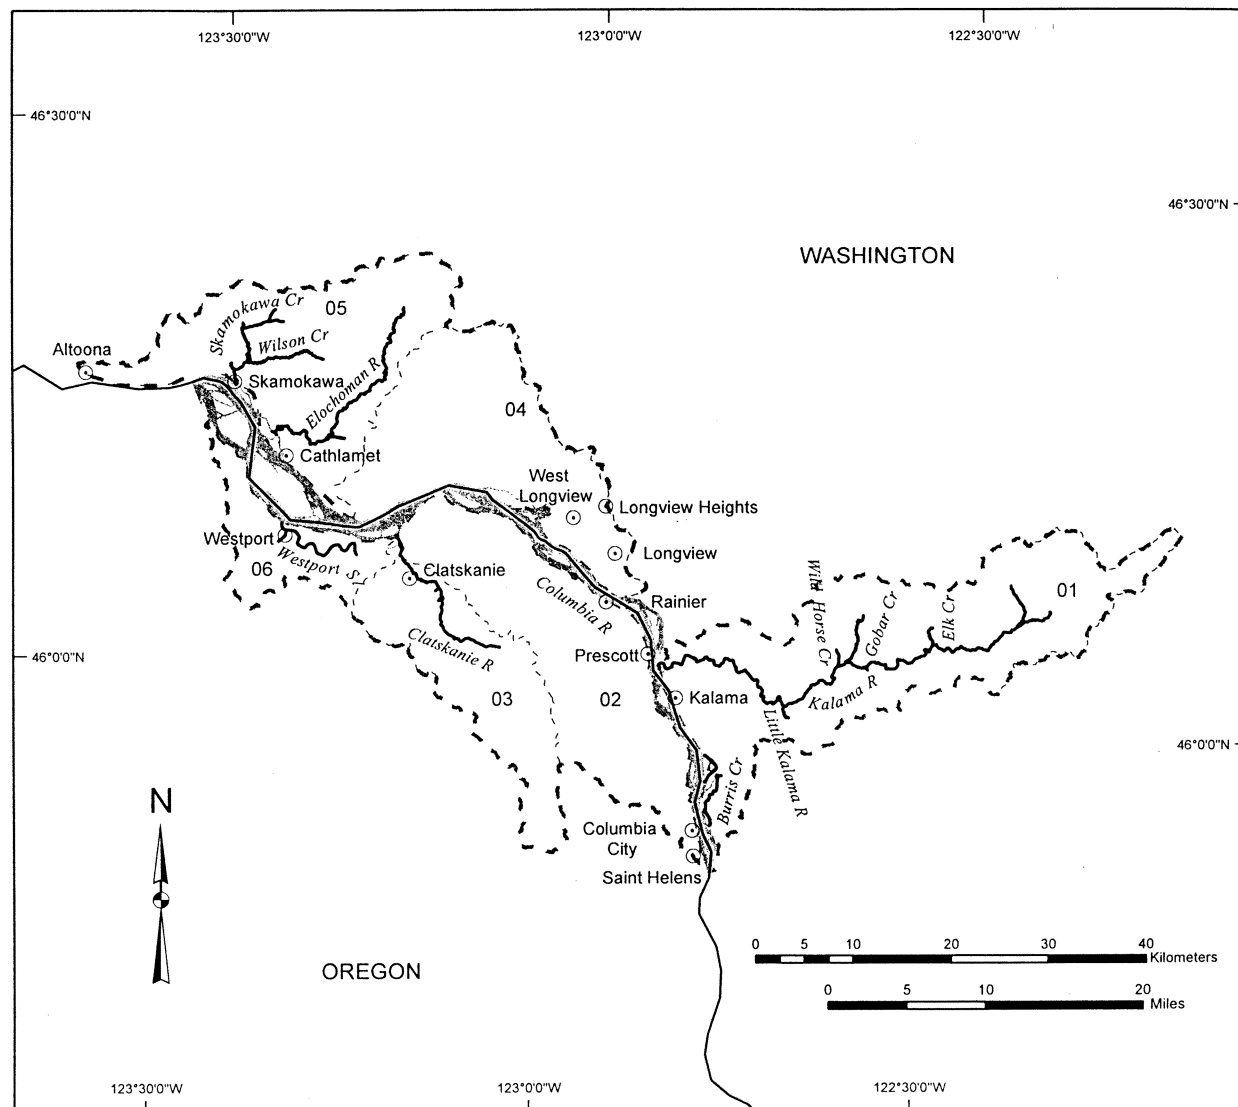 123°30'0"W
123°0'0"W
122°30'0"W
46°30'0"N
46°30'0"N
WASHINGTON
Skamokawa Cr
05
Wilson Cr
Altoona
Skamokawa
Elochoman R
04
Cathlamet
West
Longview
Longview Heights
Westport
Longview
Westport Sl
06
Clatskanie
Columbia R
Rainier
Wild Horse Cr
Gobar Cr
Elk Cr
01
Clatskanie R
46°0'0"N
Prescott
03
02
Kalama
Kalama R
Little Kalama R
46°0'0"N
Burris Cr
N
Columbia
City
Saint Helens
OREGON
0 5 10 20 30 40
Kilometers
0 5 10 20
Miles
123°30'0"W
123°0'0"W
122°30'0"W